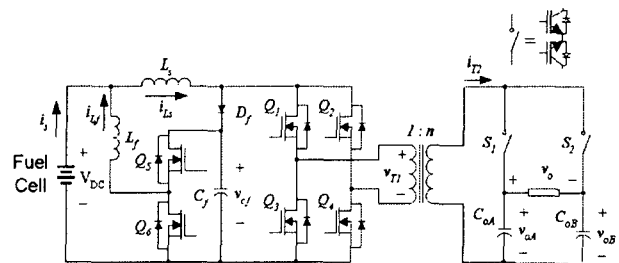 L_s
i_Ls
i_s
i_Lf
L_f
Fuel
Cell
+
V_DC
−
Q_5
Q_6
D_f
C_f
+
v_cf
−
Q_1
Q_2
Q_3
Q_4
1 : n
+
v_T1
−
i_T2
=
S_1
S_2
+
v_o
−
C_oA
+
v_oA
−
C_oB
+
v_oB
−